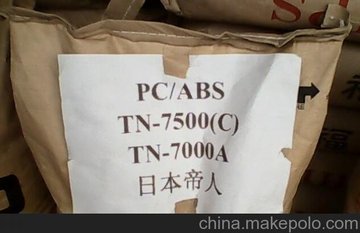 PC/ABS
TN-7500(C)
TN-7000A
日本帝人
china.makepolo.com